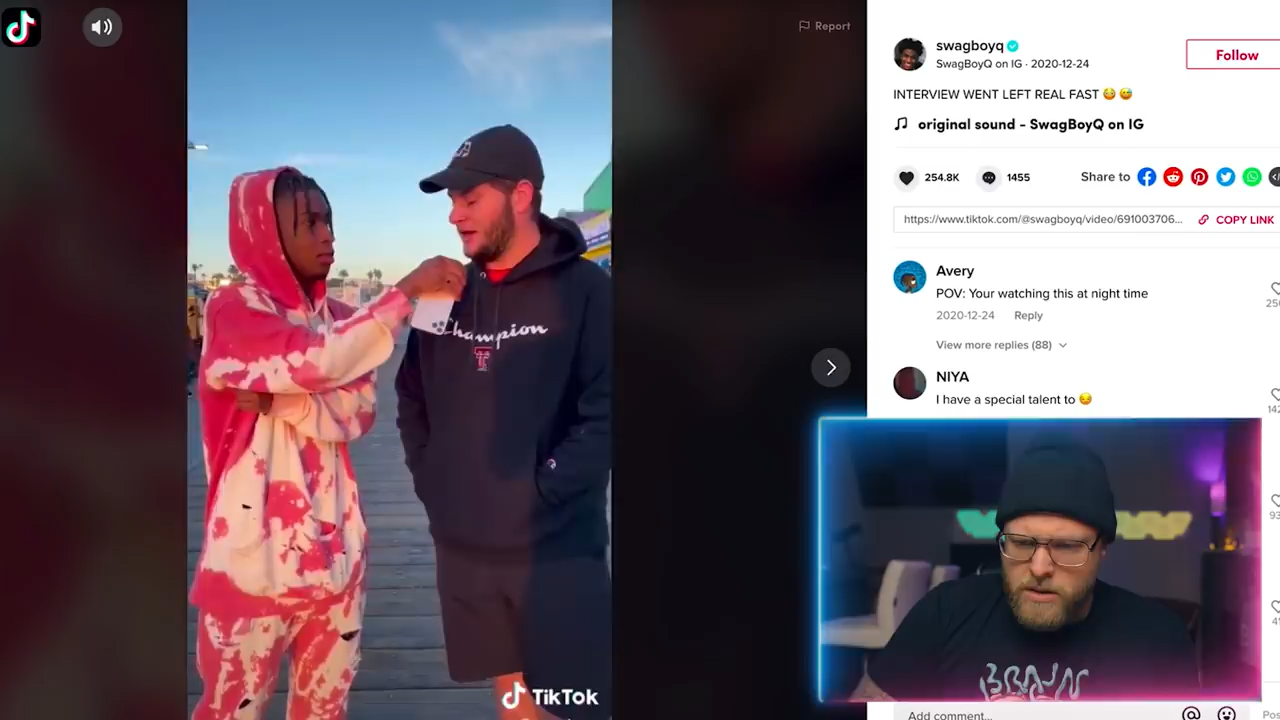 Report
swagboyq
SwagBoyQ on IG · 2020-12-24
Follow
INTERVIEW WENT LEFT REAL FAST 😳 😅
original sound - SwagBoyQ on IG
254.8K
1455
Share to
https://www.tiktok.com/@swagboyq/video/691003706...
COPY LINK
Avery
POV: Your watching this at night time
2020-12-24 Reply
View more replies (88)
NIYA
I have a special talent to 😏
Champion
T
TikTok
BRAIN
Add comment...